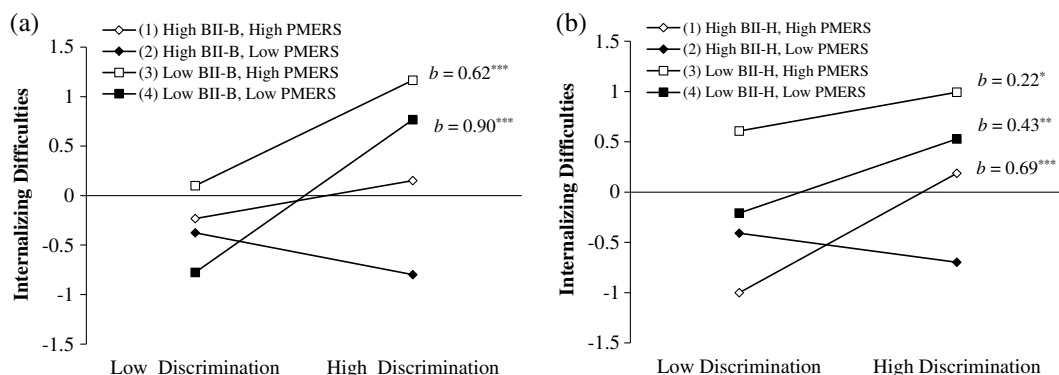 (a)
(1) High BII-B, High PMERS
(2) High BII-B, Low PMERS
(3) Low BII-B, High PMERS
(4) Low BII-B, Low PMERS
1.5
1
0.5
0
-0.5
-1
-1.5
Internalizing Difficulties
b = 0.62***
b = 0.90***
Low Discrimination
High Discrimination
(b)
(1) High BII-H, High PMERS
(2) High BII-H, Low PMERS
(3) Low BII-H, High PMERS
(4) Low BII-H, Low PMERS
1.5
1
0.5
0
-0.5
-1
-1.5
Internalizing Difficulties
b = 0.22*
b = 0.43**
b = 0.69***
Low Discrimination
High Discrimination